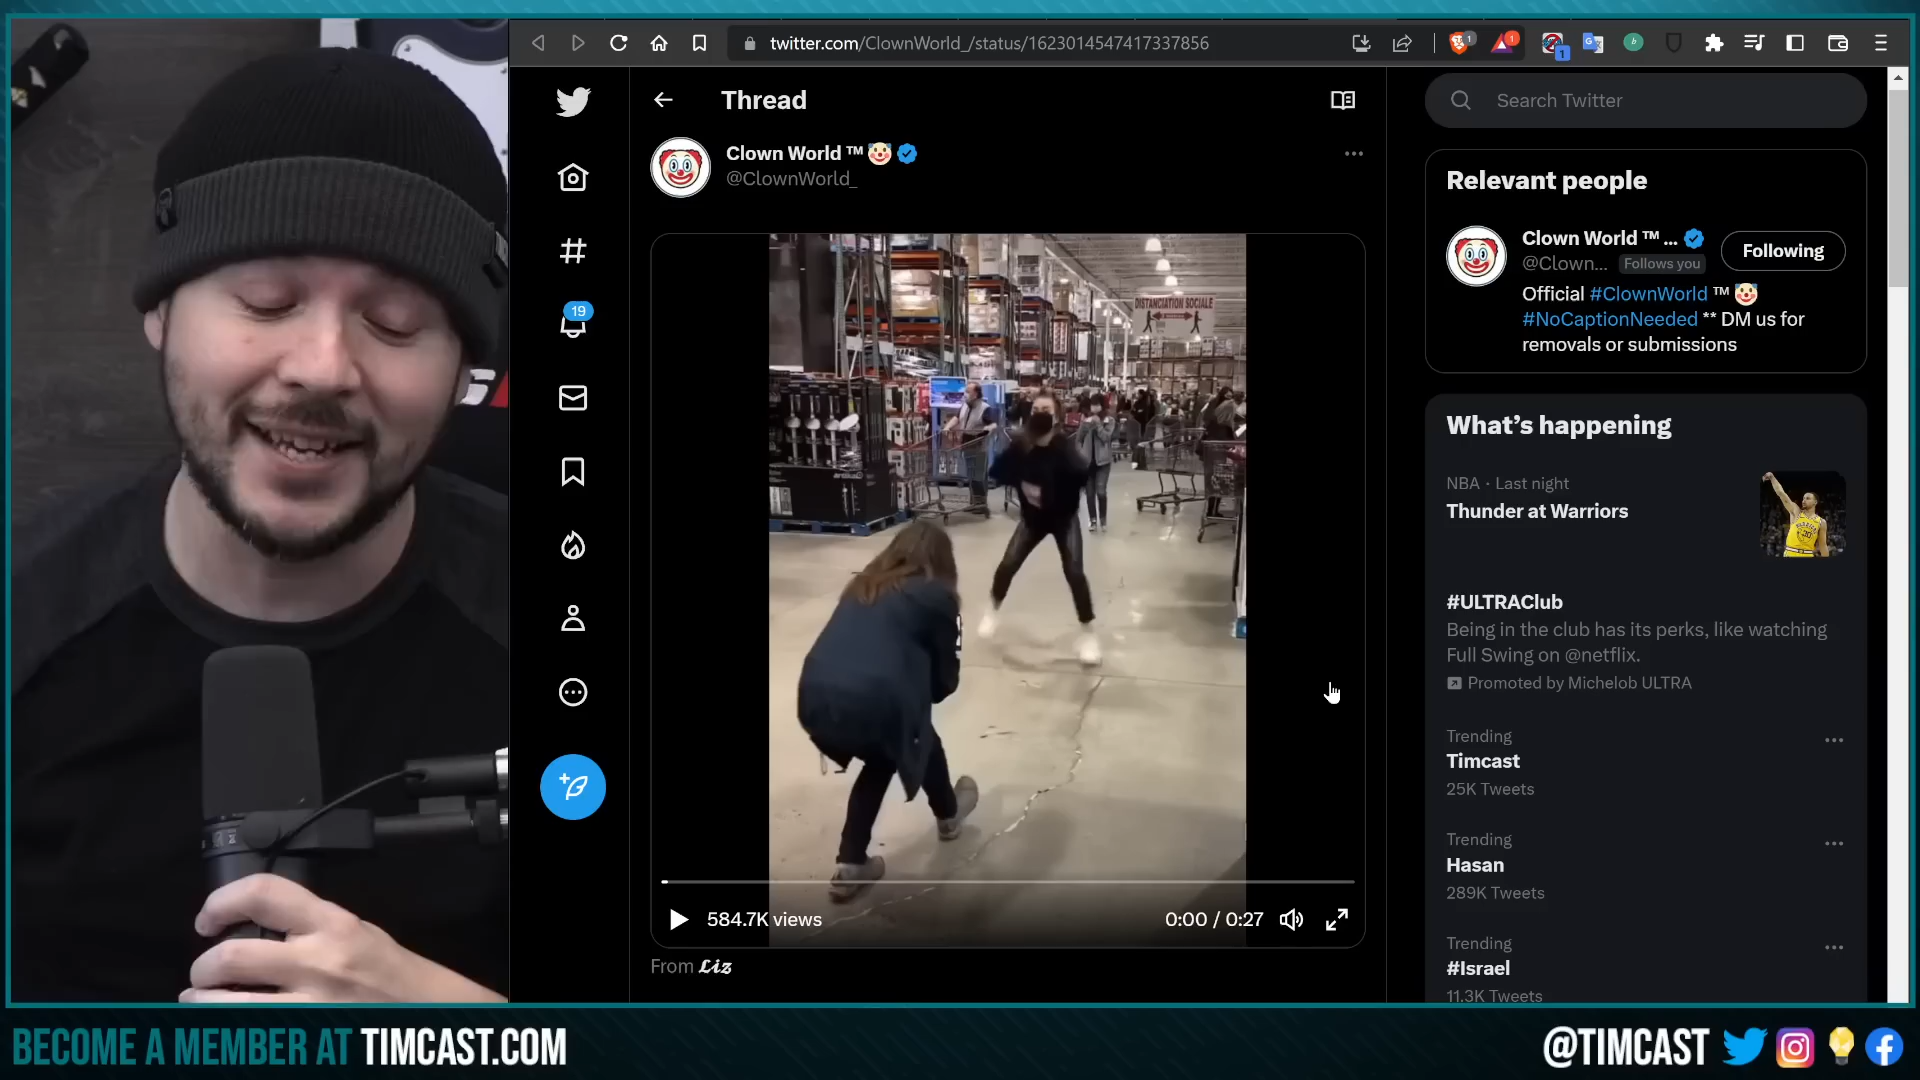 twitter.com/ClownWorld_/status/1623014547417337856
1
1
1
b
Thread
Search Twitter
Clown World ™🤡
@ClownWorld_
19
DISTANCIATION SOCIALE
584.7K views
0:00 / 0:27
From 𝓛𝓲𝔃
Relevant people
Clown World ™ ...
@Clown... Follows you
Following
Official #ClownWorld ™ 🤡
#NoCaptionNeeded ** DM us for
removals or submissions
What's happening
NBA · Last night
Thunder at Warriors
#ULTRAClub
Being in the club has its perks, like watching
Full Swing on @netflix.
Promoted by Michelob ULTRA
Trending
Timcast
25K Tweets
Trending
Hasan
289K Tweets
Trending
#Israel
11.3K Tweets
BECOME A MEMBER AT TIMCAST.COM
@TIMCAST